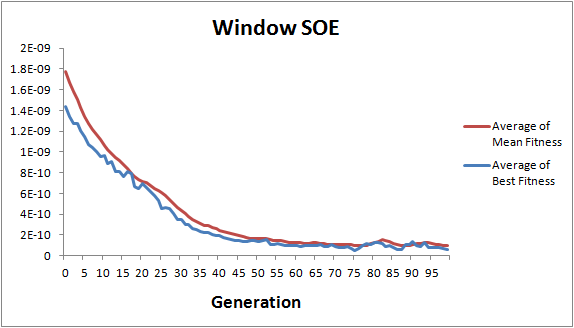 Window SOE
2E-09
1.8E-09
1.6E-09
1.4E-09
1.2E-09
1E-09
8E-10
6E-10
4E-10
2E-10
0
0 5 10 15 20 25 30 35 40 45 50 55 60 65 70 75 80 85 90 95
Generation
Average of
Mean Fitness
Average of
Best Fitness